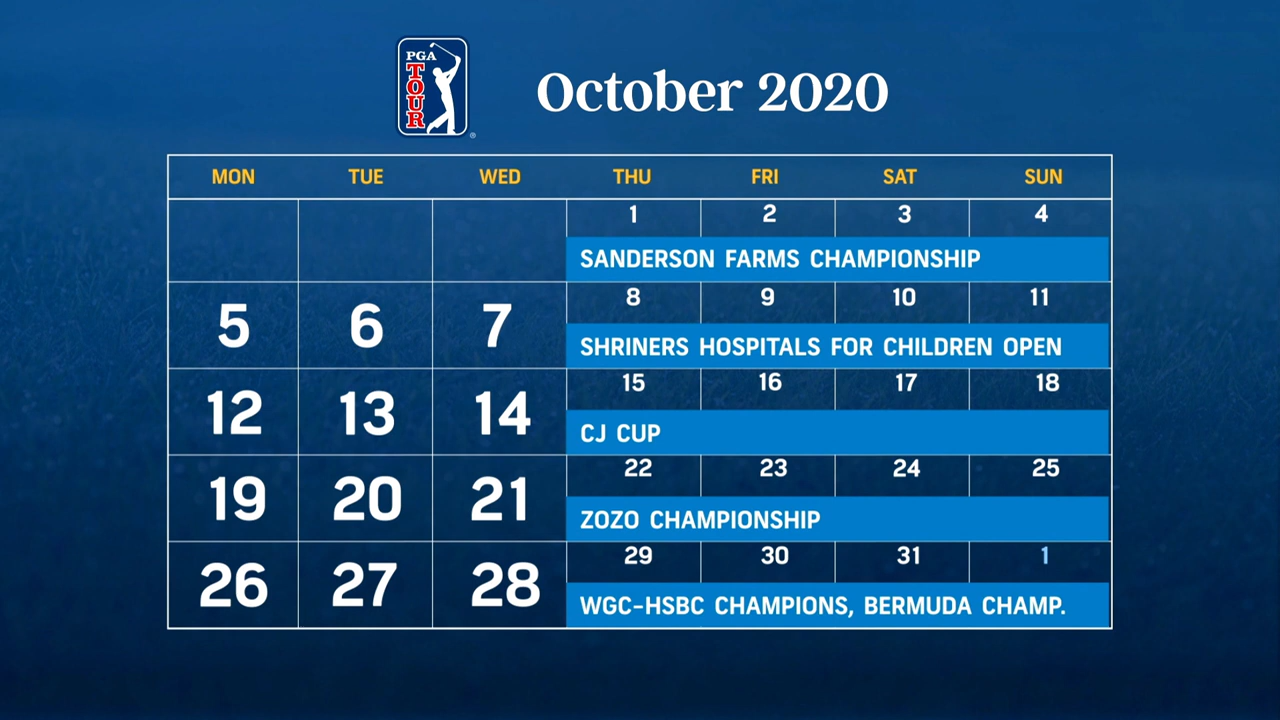 PGA
TOUR
®
October 2020
MON TUE WED THU FRI SAT SUN
1 2 3 4
SANDERSON FARMS CHAMPIONSHIP
5 6 7 8 9 10 11
SHRINERS HOSPITALS FOR CHILDREN OPEN
12 13 14 15 16 17 18
CJ CUP
19 20 21 22 23 24 25
ZOZO CHAMPIONSHIP
26 27 28 29 30 31 1
WGC-HSBC CHAMPIONS, BERMUDA CHAMP.